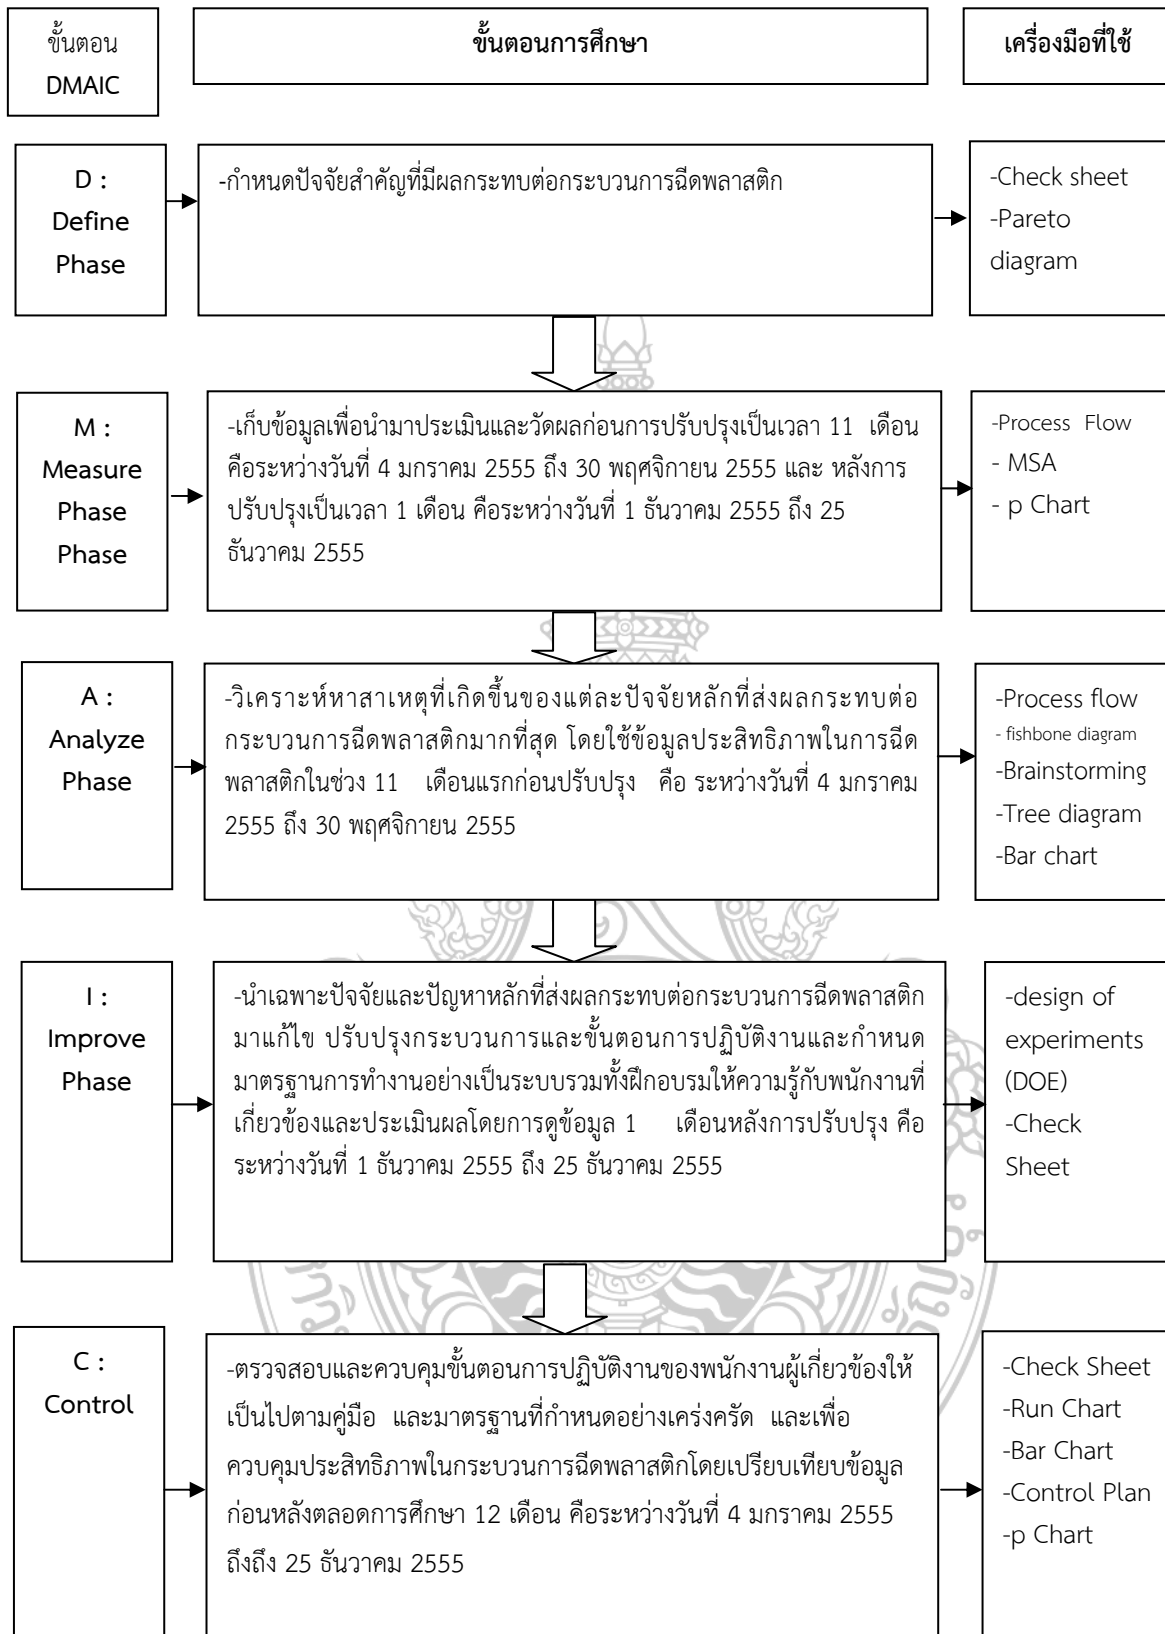 ขั้นตอน
DMAIC
ขั้นตอนการศึกษา
เครื่องมือที่ใช้
D :
Define
Phase
-กำหนดปัจจัยสำคัญที่มีผลกระทบต่อกระบวนการฉีดพลาสติก
-Check sheet
-Pareto
diagram
M :
Measure
Phase
Phase
-เก็บข้อมูลเพื่อนำมาประเมินและวัดผลก่อนการปรับปรุงเป็นเวลา 11 เดือน
คือระหว่างวันที่ 4 มกราคม 2555 ถึง 30 พฤศจิกายน 2555 และ หลังการ
ปรับปรุงเป็นเวลา 1 เดือน คือระหว่างวันที่ 1 ธันวาคม 2555 ถึง 25
ธันวาคม 2555
-Process Flow
- MSA
- p Chart
A :
Analyze
Phase
-วิเคราะห์หาสาเหตุที่เกิดขึ้นของแต่ละปัจจัยหลักที่ส่งผลกระทบต่อ
กระบวนการฉีดพลาสติกมากที่สุด โดยใช้ข้อมูลประสิทธิภาพในการฉีด
พลาสติกในช่วง 11 เดือนแรกก่อนปรับปรุง คือ ระหว่างวันที่ 4 มกราคม
2555 ถึง 30 พฤศจิกายน 2555
-Process flow
- fishbone diagram
-Brainstorming
-Tree diagram
-Bar chart
I :
Improve
Phase
-นำเฉพาะปัจจัยและปัญหาหลักที่ส่งผลกระทบต่อกระบวนการฉีดพลาสติก
มาแก้ไข ปรับปรุงกระบวนการและขั้นตอนการปฏิบัติงานและกำหนด
มาตรฐานการทำงานอย่างเป็นระบบรวมทั้งฝึกอบรมให้ความรู้กับพนักงานที่
เกี่ยวข้องและประเมินผลโดยการดูข้อมูล 1 เดือนหลังการปรับปรุง คือ
ระหว่างวันที่ 1 ธันวาคม 2555 ถึง 25 ธันวาคม 2555
-design of
experiments
(DOE)
-Check
Sheet
C :
Control
-ตรวจสอบและควบคุมขั้นตอนการปฏิบัติงานของพนักงานผู้เกี่ยวข้องให้
เป็นไปตามคู่มือ และมาตรฐานที่กำหนดอย่างเคร่งครัด และเพื่อ
ควบคุมประสิทธิภาพในกระบวนการฉีดพลาสติกโดยเปรียบเทียบข้อมูล
ก่อนหลังตลอดการศึกษา 12 เดือน คือระหว่างวันที่ 4 มกราคม 2555
ถึงถึง 25 ธันวาคม 2555
-Check Sheet
-Run Chart
-Bar Chart
-Control Plan
-p Chart